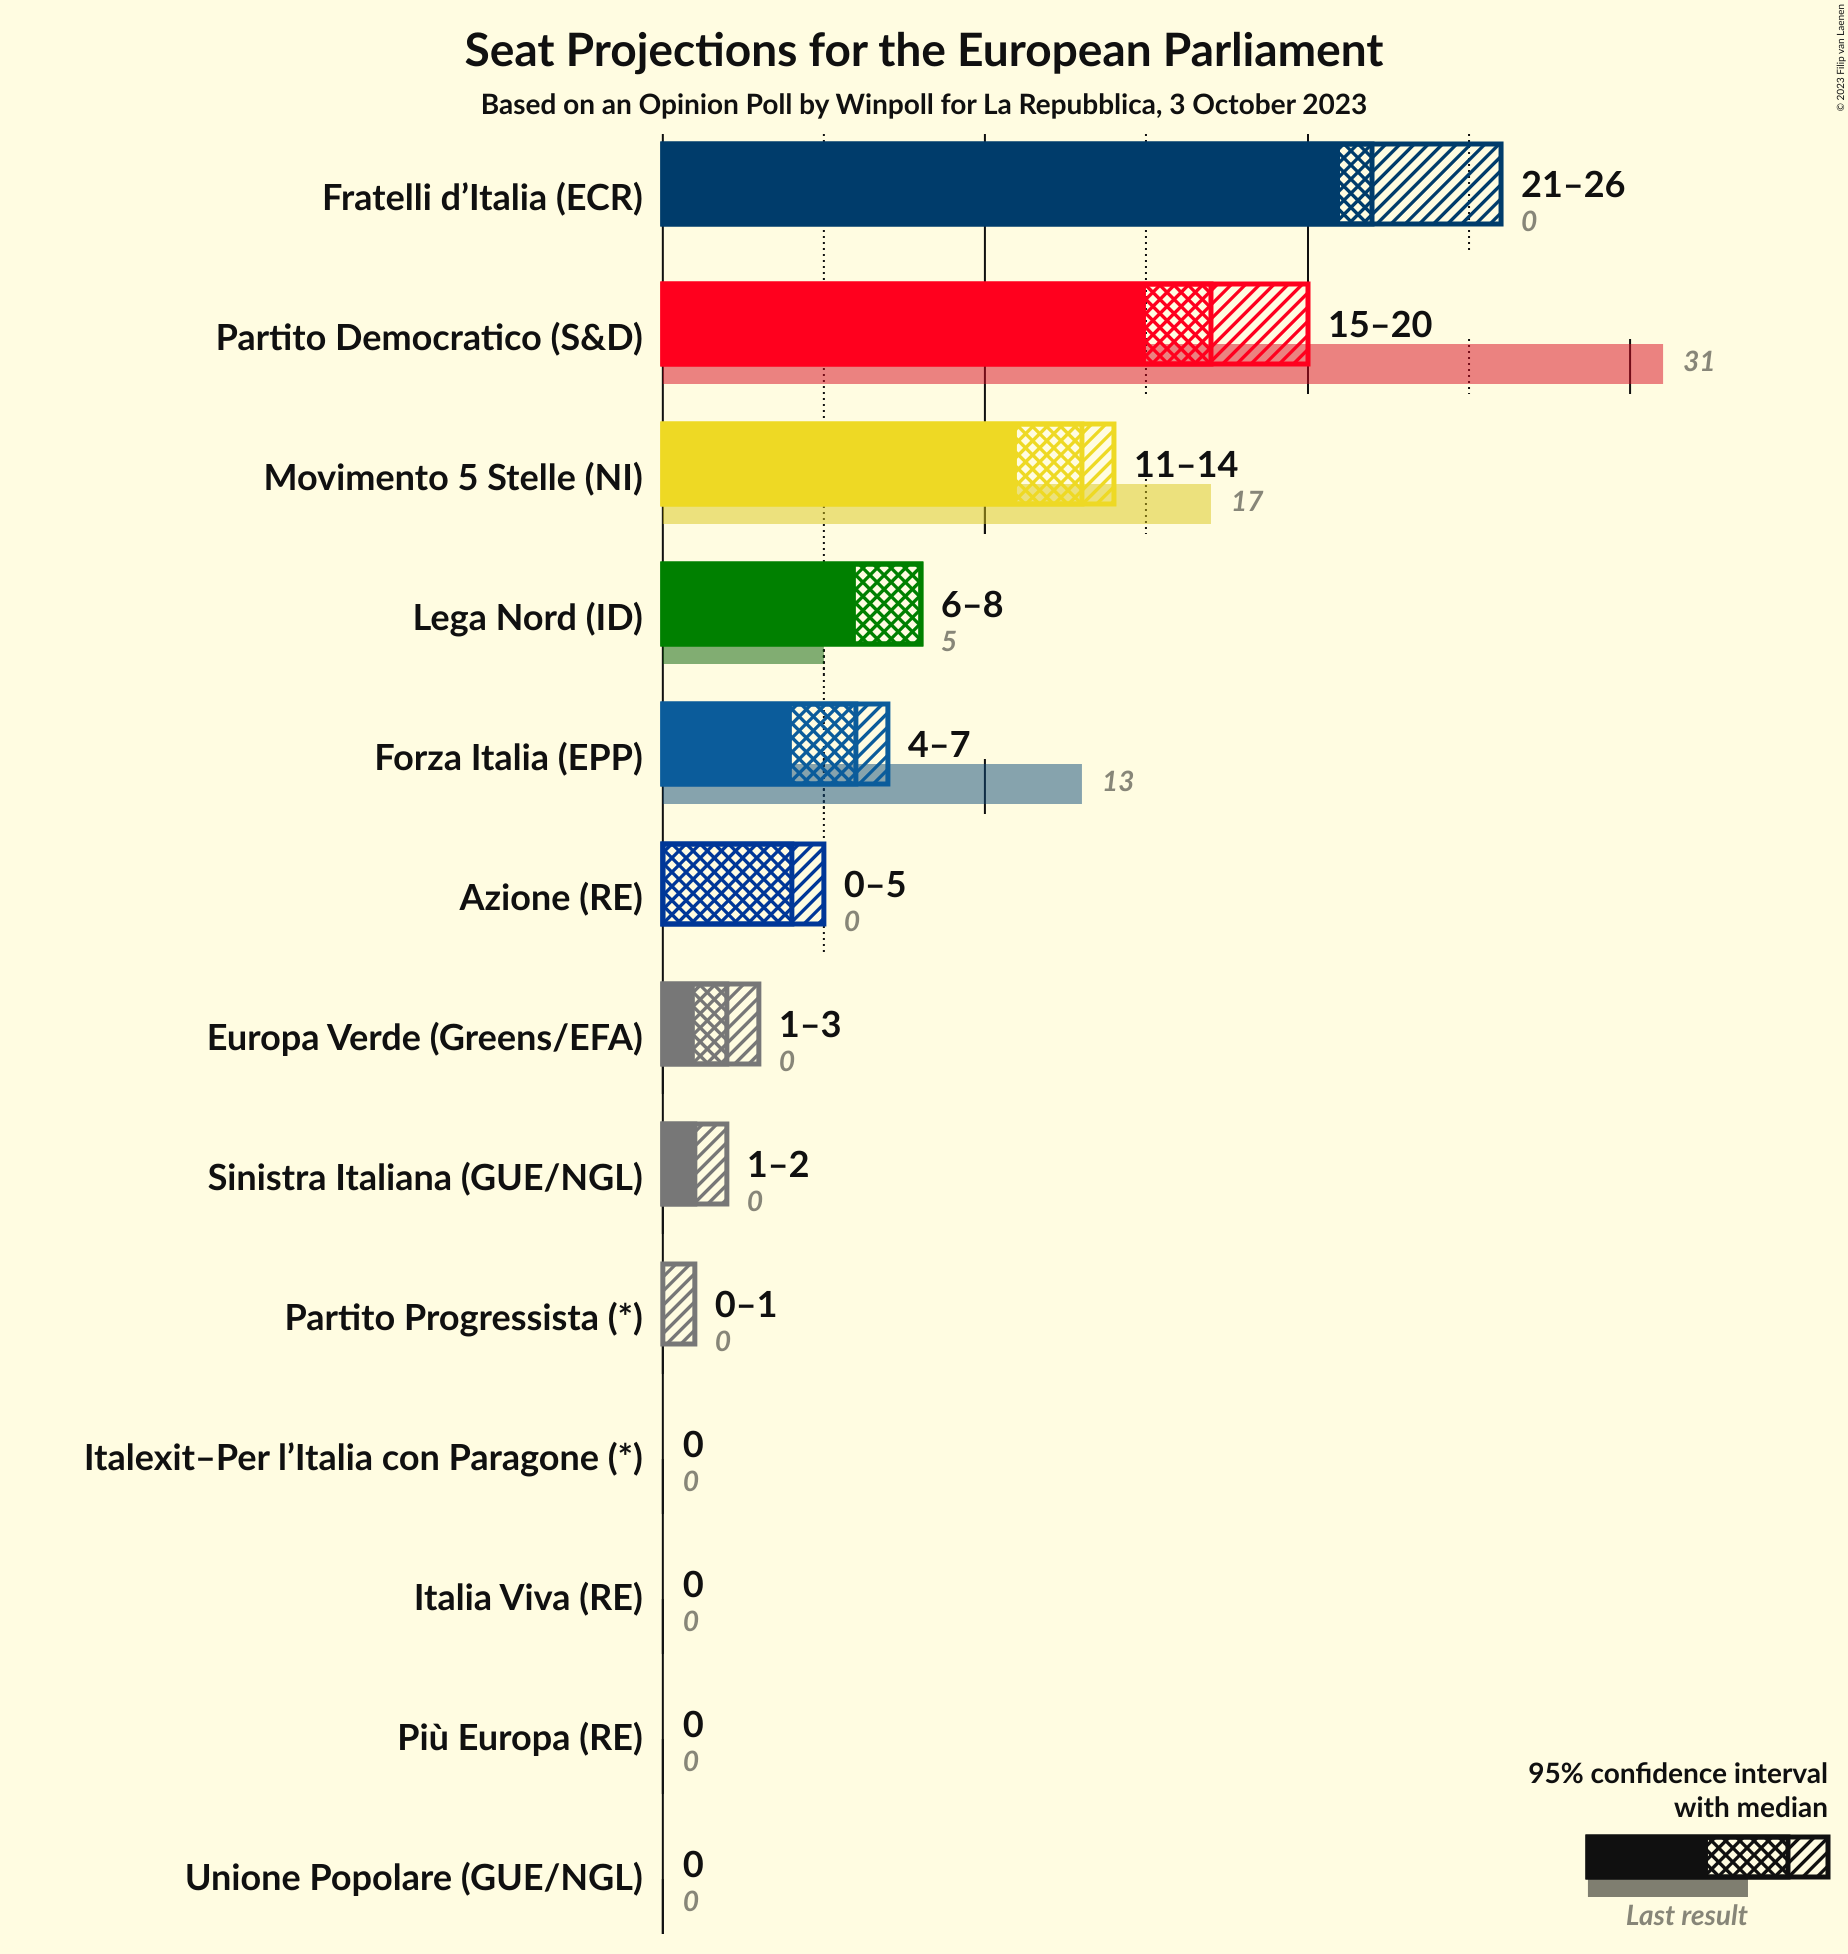 Seat Projections for the European Parliament
Based on an Opinion Poll by Winpoll for La Repubblica, 3 October 2023
© 2023 Filip van Laenen
Fratelli d’Italia (ECR)
21–26
0
Partito Democratico (S&D)
15–20
31
Movimento 5 Stelle (NI)
11–14
17
Lega Nord (ID)
6–8
5
Forza Italia (EPP)
4–7
13
Azione (RE)
0–5
0
Europa Verde (Greens/EFA)
1–3
0
Sinistra Italiana (GUE/NGL)
1–2
0
Partito Progressista (*)
0–1
0
Italexit–Per l’Italia con Paragone (*)
0
0
Italia Viva (RE)
0
0
Più Europa (RE)
0
0
Unione Popolare (GUE/NGL)
0
0
95% confidence interval
with median
Last result